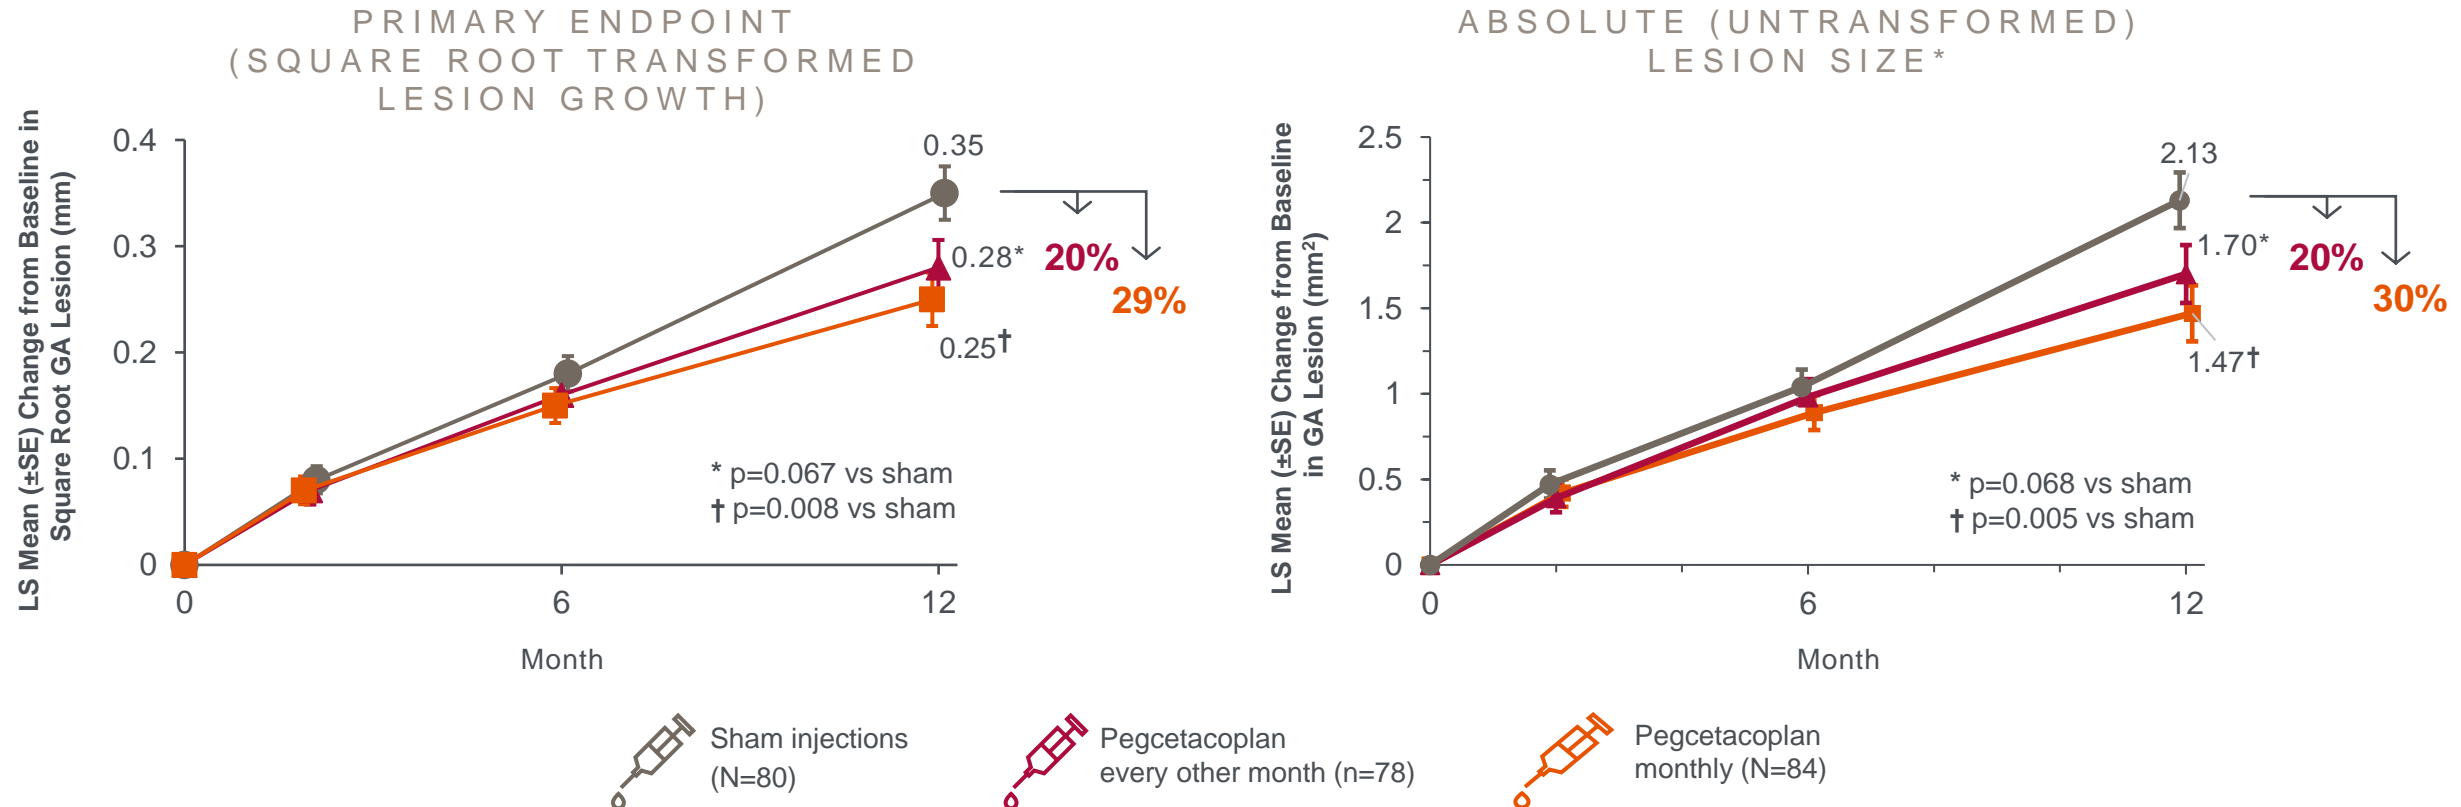 PRIMARY ENDPOINT
(SQUARE ROOT TRANSFORMED
LESION GROWTH)
LS Mean (±SE) Change from Baseline in
Square Root GA Lesion (mm)
0.4
0.3
0.2
0.1
0
0
6
12
Month
0.35
0.28*
0.25†
20%
29%
* p=0.067 vs sham
† p=0.008 vs sham
ABSOLUTE (UNTRANSFORMED)
LESION SIZE*
LS Mean (±SE) Change from Baseline
in GA Lesion (mm²)
2.5
2
1.5
1
0.5
0
0
6
12
Month
2.13
1.70*
1.47†
20%
30%
* p=0.068 vs sham
† p=0.005 vs sham
Sham injections
(N=80)
Pegcetacoplan
every other month (n=78)
Pegcetacoplan
monthly (N=84)